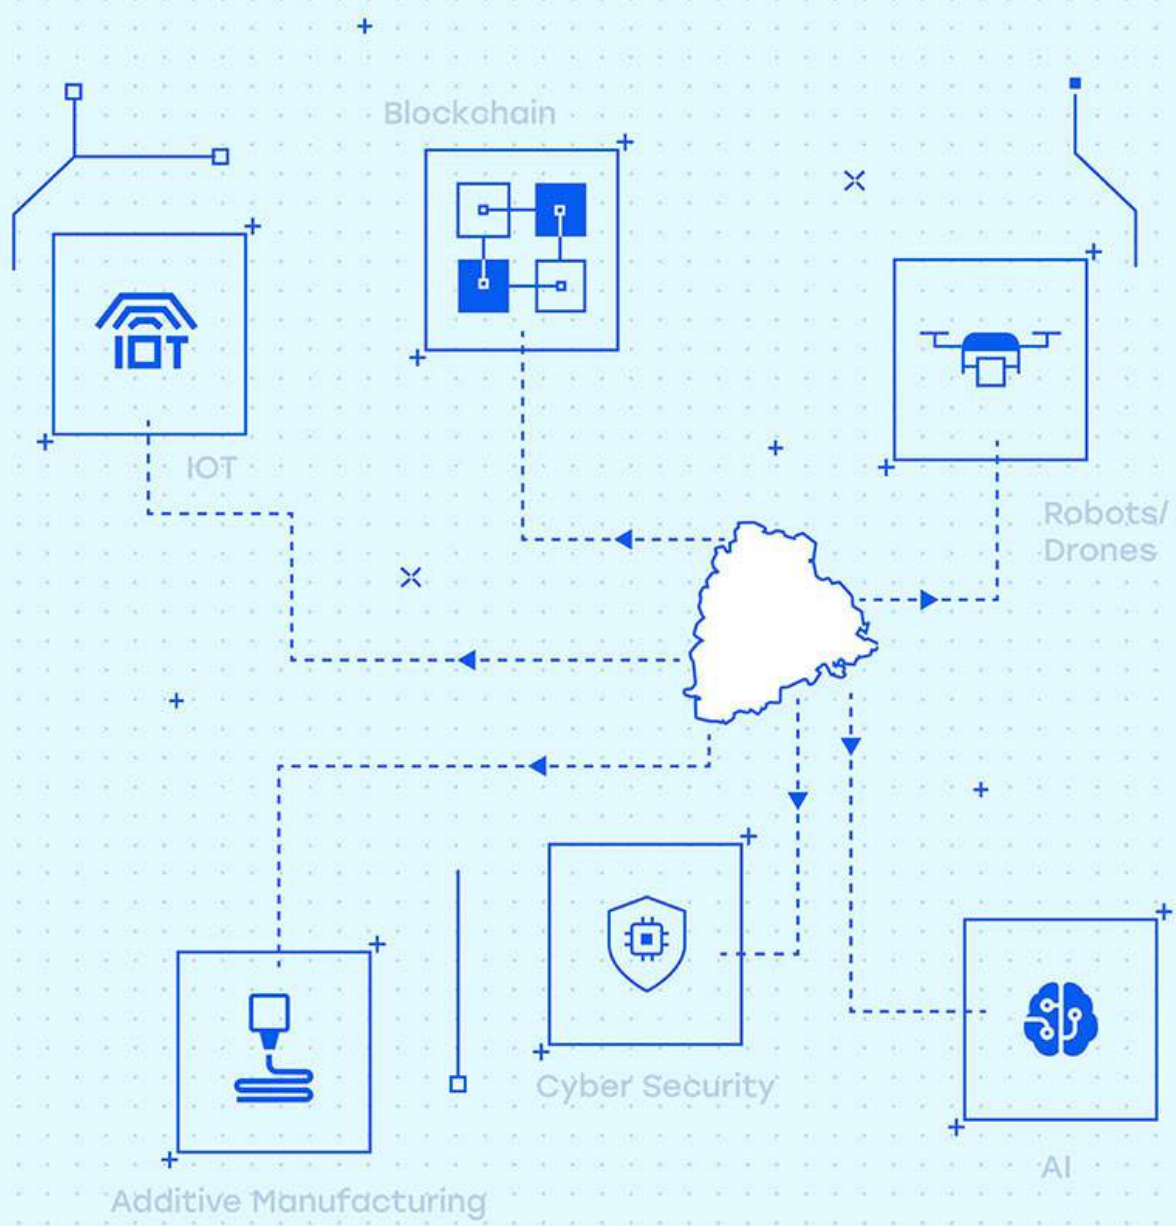 Blockchain
IOT
IOT
Robots/
Drones
Cyber Security
AI
Additive Manufacturing